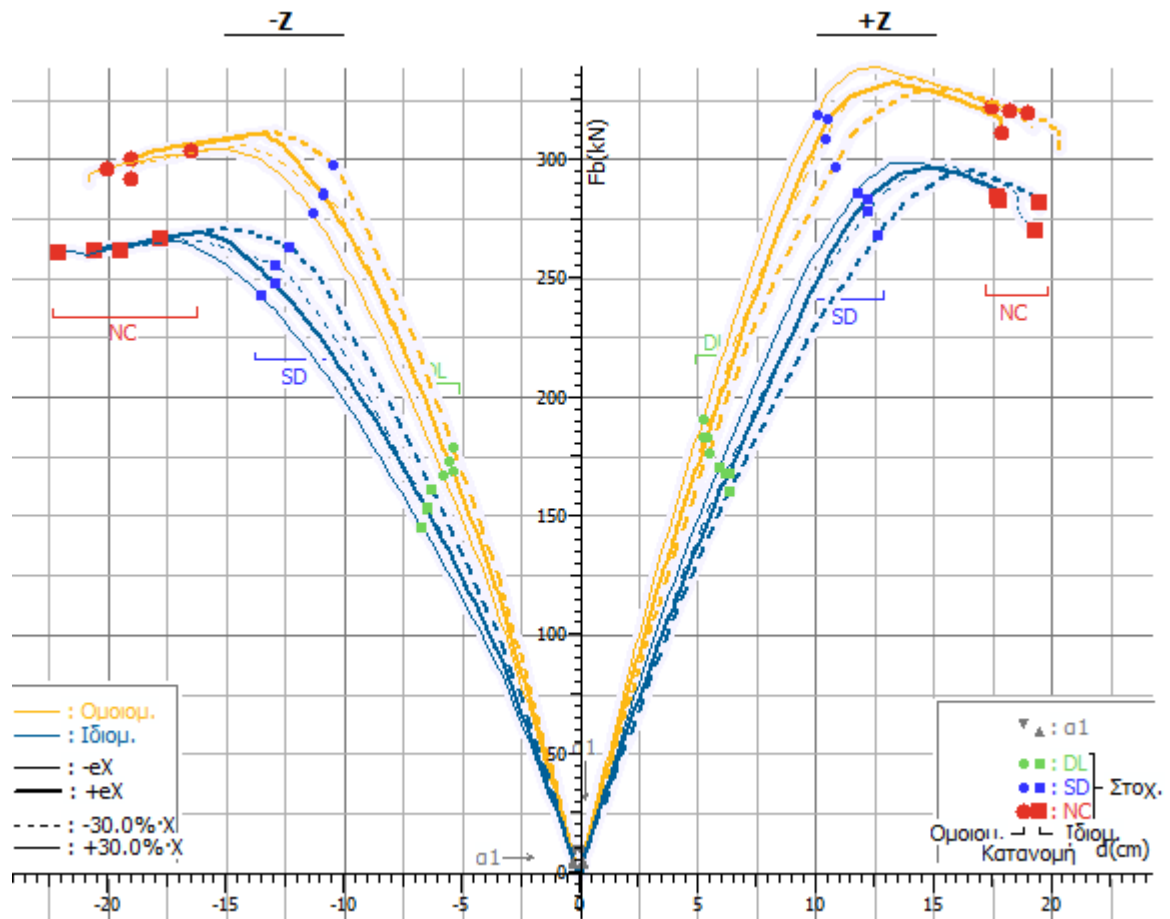 -Z +Z
Fb(kN)
300
250
200
150
100
50
0
NC
SD
DL
SD
NC
α1
: Ομοιομ.
: Ιδιομ.
: -eX
: +eX
: -30.0%·X
: +30.0%·X
: α1
: DL
: SD
: NC
Στοχ.
Ομοιομ. Ιδιομ.
Κατανομή d(cm)
-20 -15 -10 -5 0 5 10 15 20